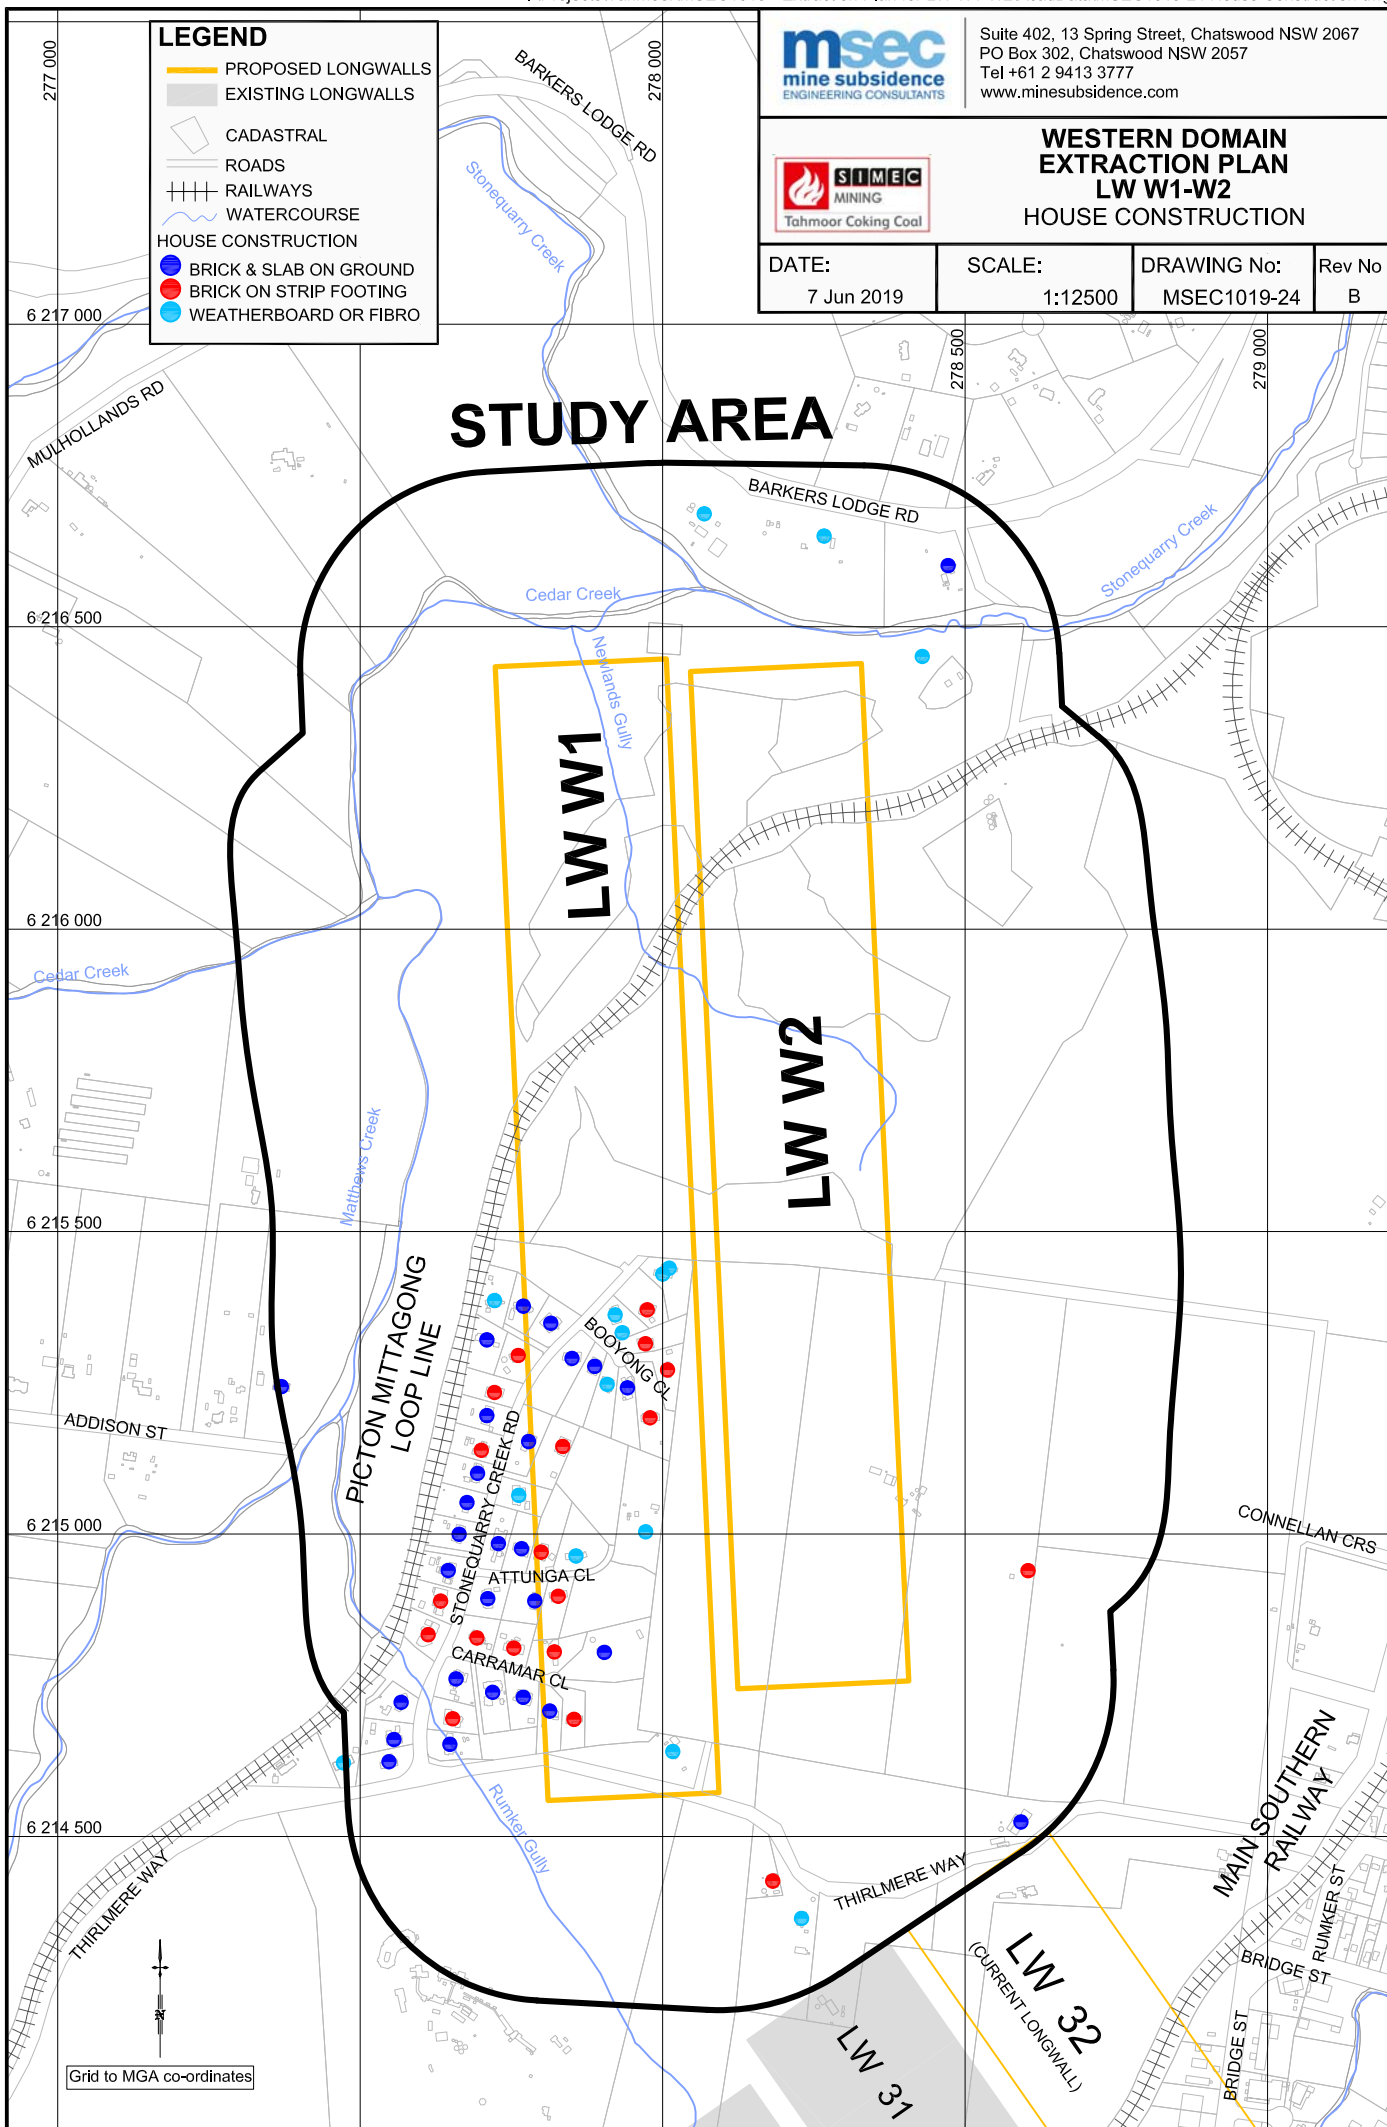 LEGEND
PROPOSED LONGWALLS
EXISTING LONGWALLS
CADASTRAL
ROADS
RAILWAYS
WATERCOURSE
HOUSE CONSTRUCTION
BRICK & SLAB ON GROUND
BRICK ON STRIP FOOTING
WEATHERBOARD OR FIBRO
msec
mine subsidence
ENGINEERING CONSULTANTS
Suite 402, 13 Spring Street, Chatswood NSW 2067
PO Box 302, Chatswood NSW 2057
Tel +61 2 9413 3777
www.minesubsidence.com
SIMEC
MINING
Tahmoor Coking Coal
WESTERN DOMAIN
EXTRACTION PLAN
LW W1-W2
HOUSE CONSTRUCTION
DATE:
7 Jun 2019
SCALE:
1:12500
DRAWING No:
MSEC1019-24
Rev No
B
277 000
278 000
278 500
279 000
BARKERS LODGE RD
Stonequarry Creek
6 217 000
MULHOLLANDS RD
STUDY AREA
BARKERS LODGE RD
Stonequarry Creek
Cedar Creek
6 216 500
Newlands Gully
LW W1
6 216 000
Cedar Creek
LW W2
Matthews Creek
6 215 500
PICTON MITTAGONG
LOOP LINE
BOOYONG CL
ADDISON ST
STONEQUARRY CREEK RD
6 215 000
CONNELLAN CRS
ATTUNGA CL
CARRAMAR CL
Rumker Gully
6 214 500
MAIN SOUTHERN
RAILWAY
THIRLMERE WAY
THIRLMERE WAY
RUMKER ST
BRIDGE ST
BRIDGE ST
LW 32
(CURRENT LONGWALL)
LW 31
N
Grid to MGA co-ordinates